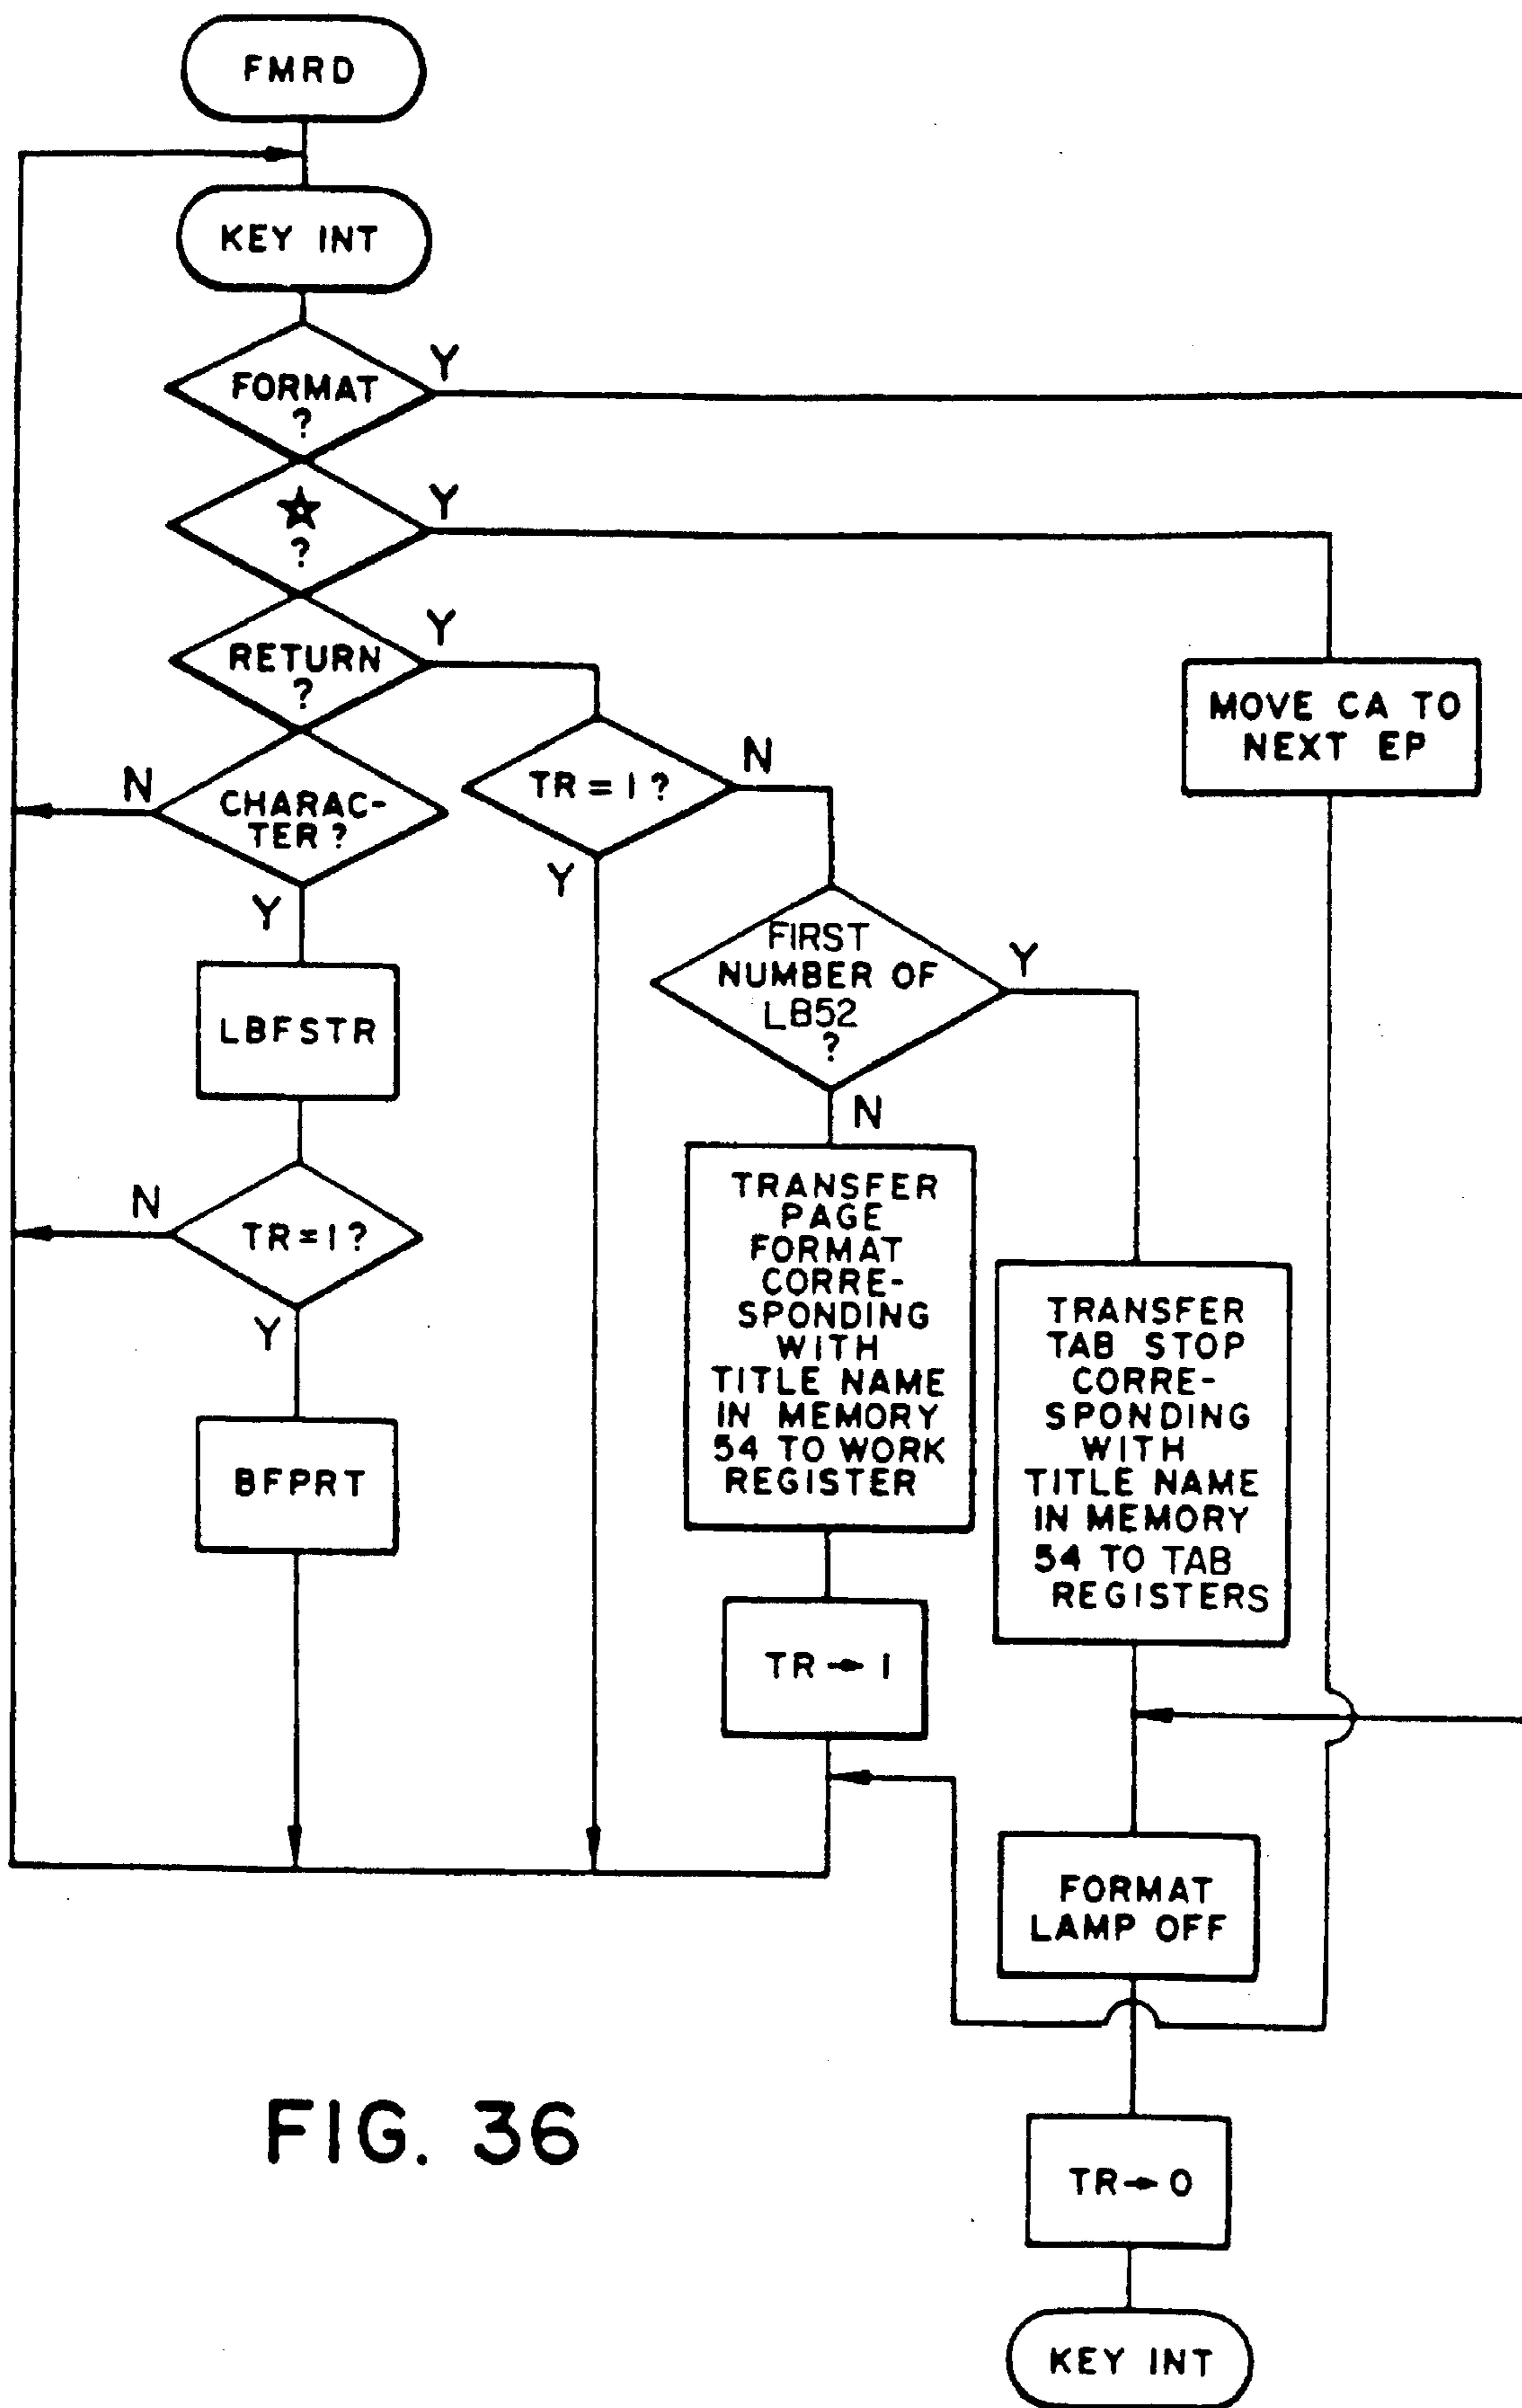 FMRD
KEY INT
FORMAT
?
Y
☆
?
Y
RETURN
?
Y
CHARAC-
TER?
N
Y
LBFSTR
TR=1?
N
Y
BFPRT
TR=1?
N
Y
FIRST
NUMBER OF
LB52
?
Y
N
TRANSFER
PAGE
FORMAT
CORRE-
SPONDING
WITH
TITLE NAME
IN MEMORY
54 TO WORK
REGISTER
TR→1
MOVE CA TO
NEXT EP
TRANSFER
TAB STOP
CORRE-
SPONDING
WITH
TITLE NAME
IN MEMORY
54 TO TAB
REGISTERS
FORMAT
LAMP OFF
TR→0
KEY INT
FIG. 36